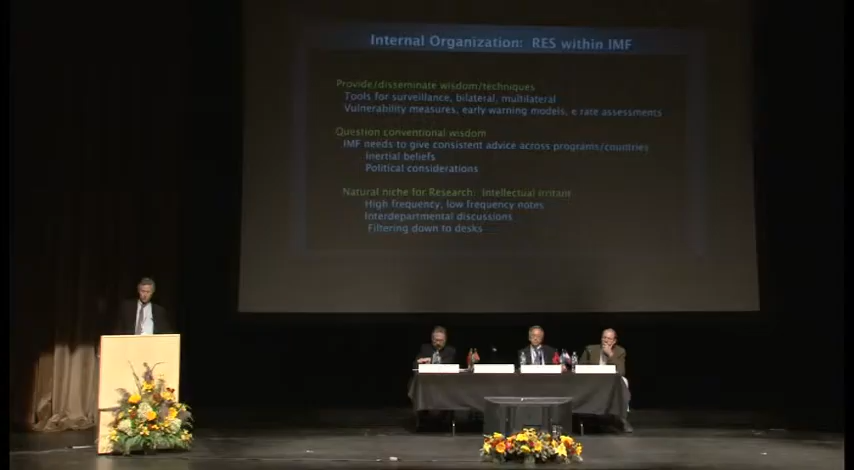 Internal Organization: RES within IMF
Provide/disseminate wisdom/techniques
Tools for surveillance, bilateral, multilateral
Vulnerability measures, early-warning models, e rate assessments
Question conventional wisdom
IMF needs to give consistent advice across programs/countries
Inertial beliefs
Political considerations
Natural niche for Research: Intellectual irritant
High frequency, low frequency notes
Interdepartmental discussions
Filtering down to desks